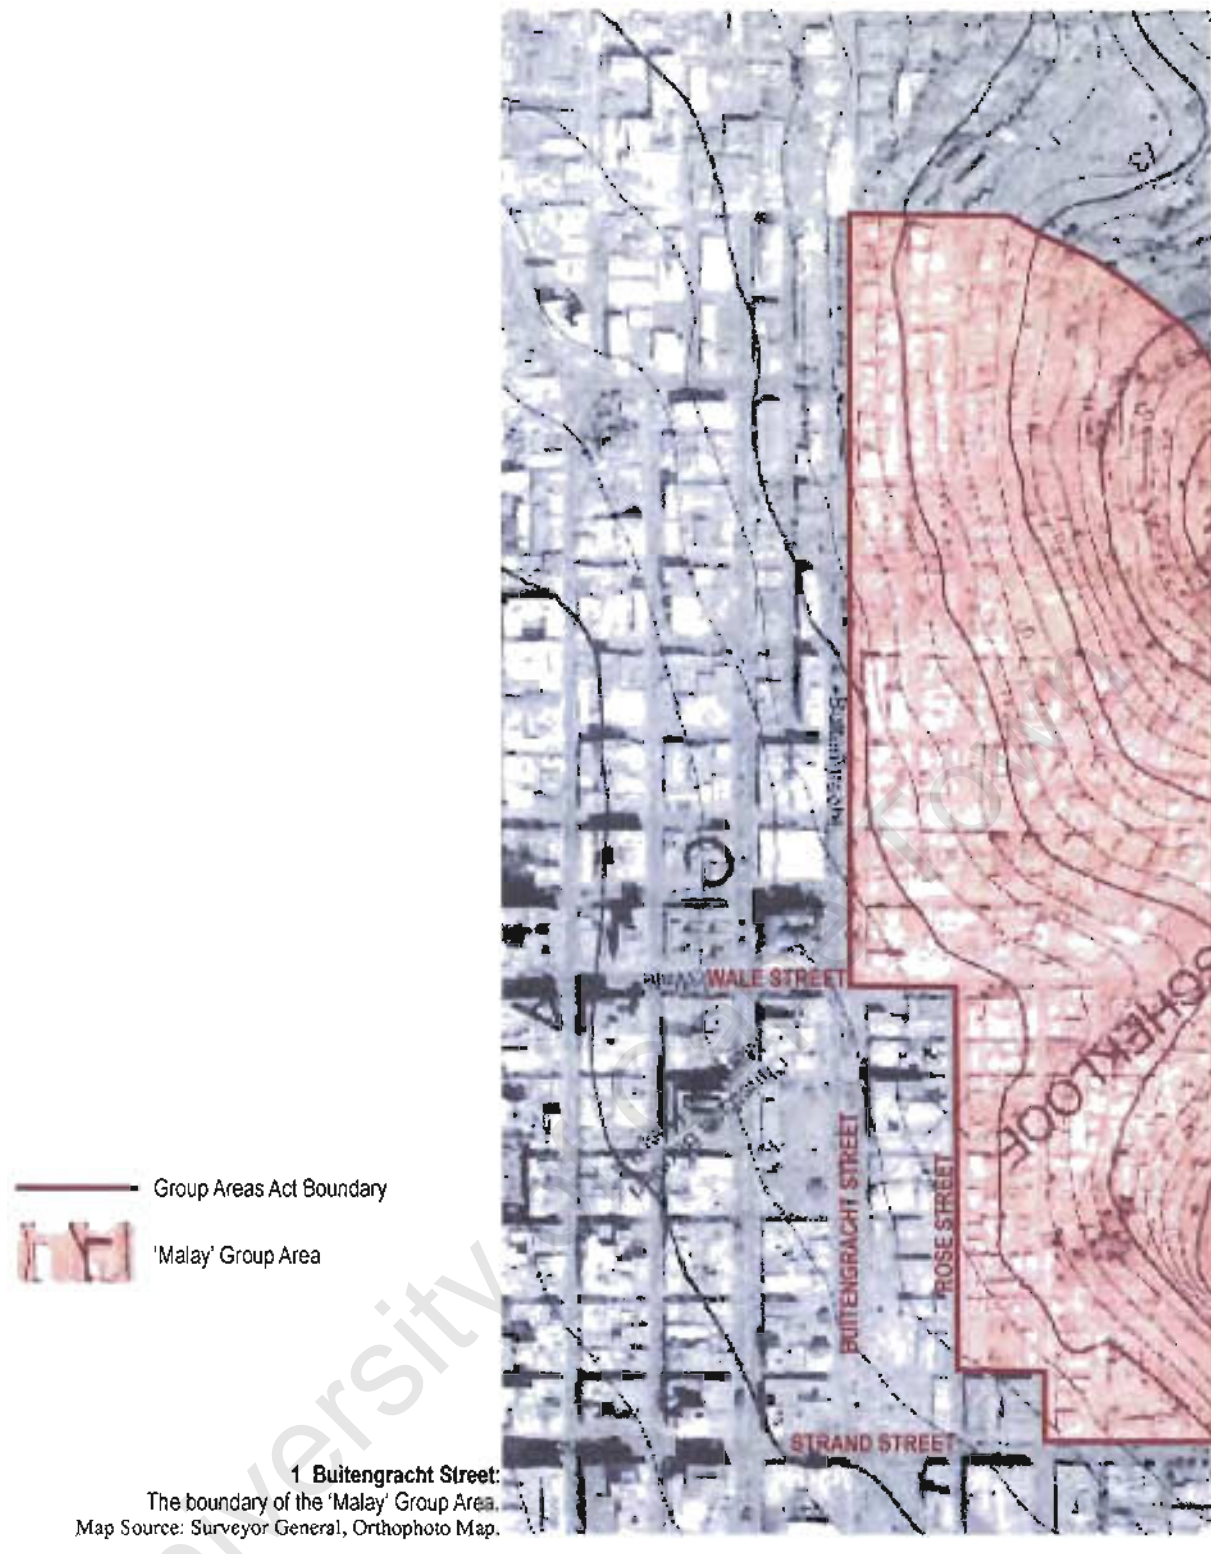 WALE STREET
SCHEKLOOF
BUITENGRACHT STREET
ROSE STREET
STRAND STREET
Group Areas Act Boundary
'Malay' Group Area
1 Buitengracht Street:
The boundary of the 'Malay' Group Area.
Map Source: Surveyor General, Orthophoto Map.